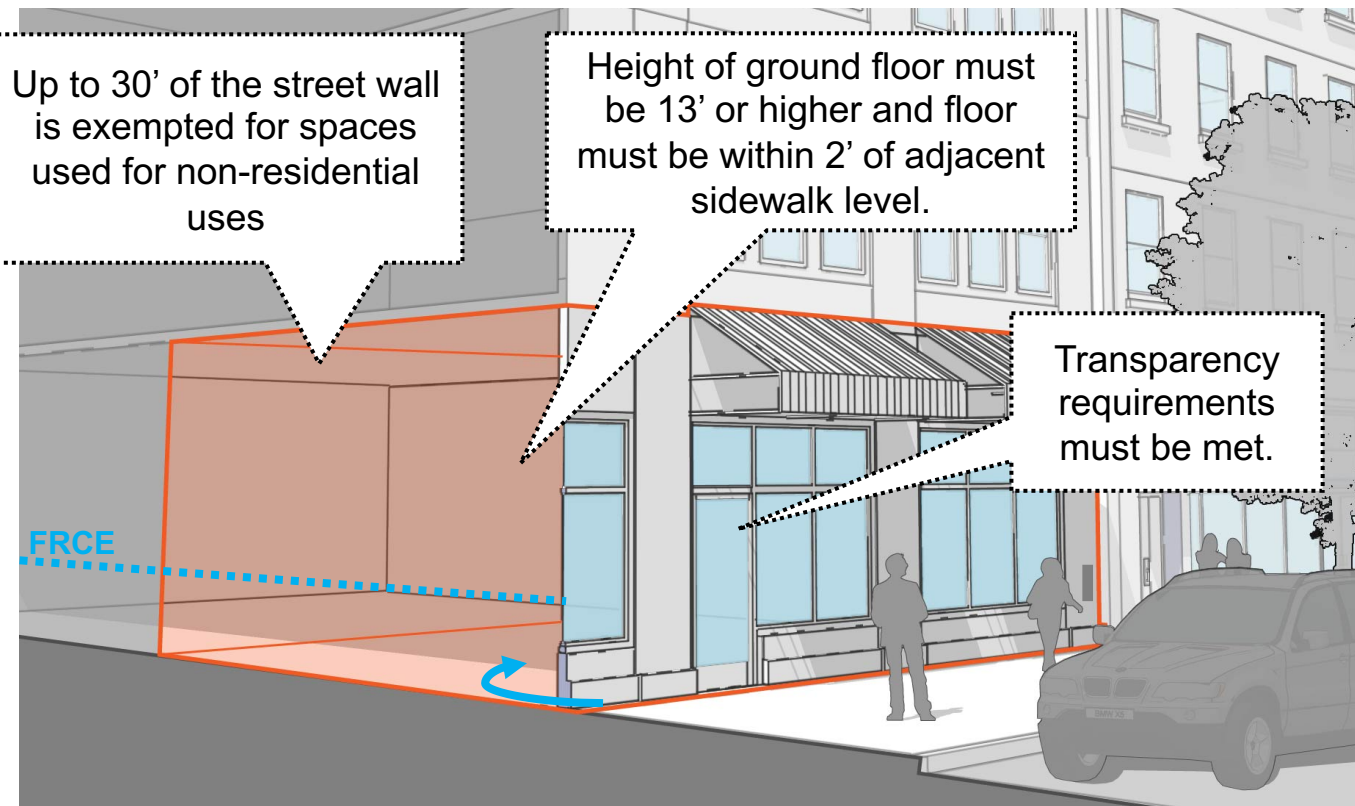 Up to 30’ of the street wall
is exempted for spaces
used for non-residential
uses
Height of ground floor must
be 13’ or higher and floor
must be within 2’ of adjacent
sidewalk level.
Transparency
requirements
must be met.
FRCE